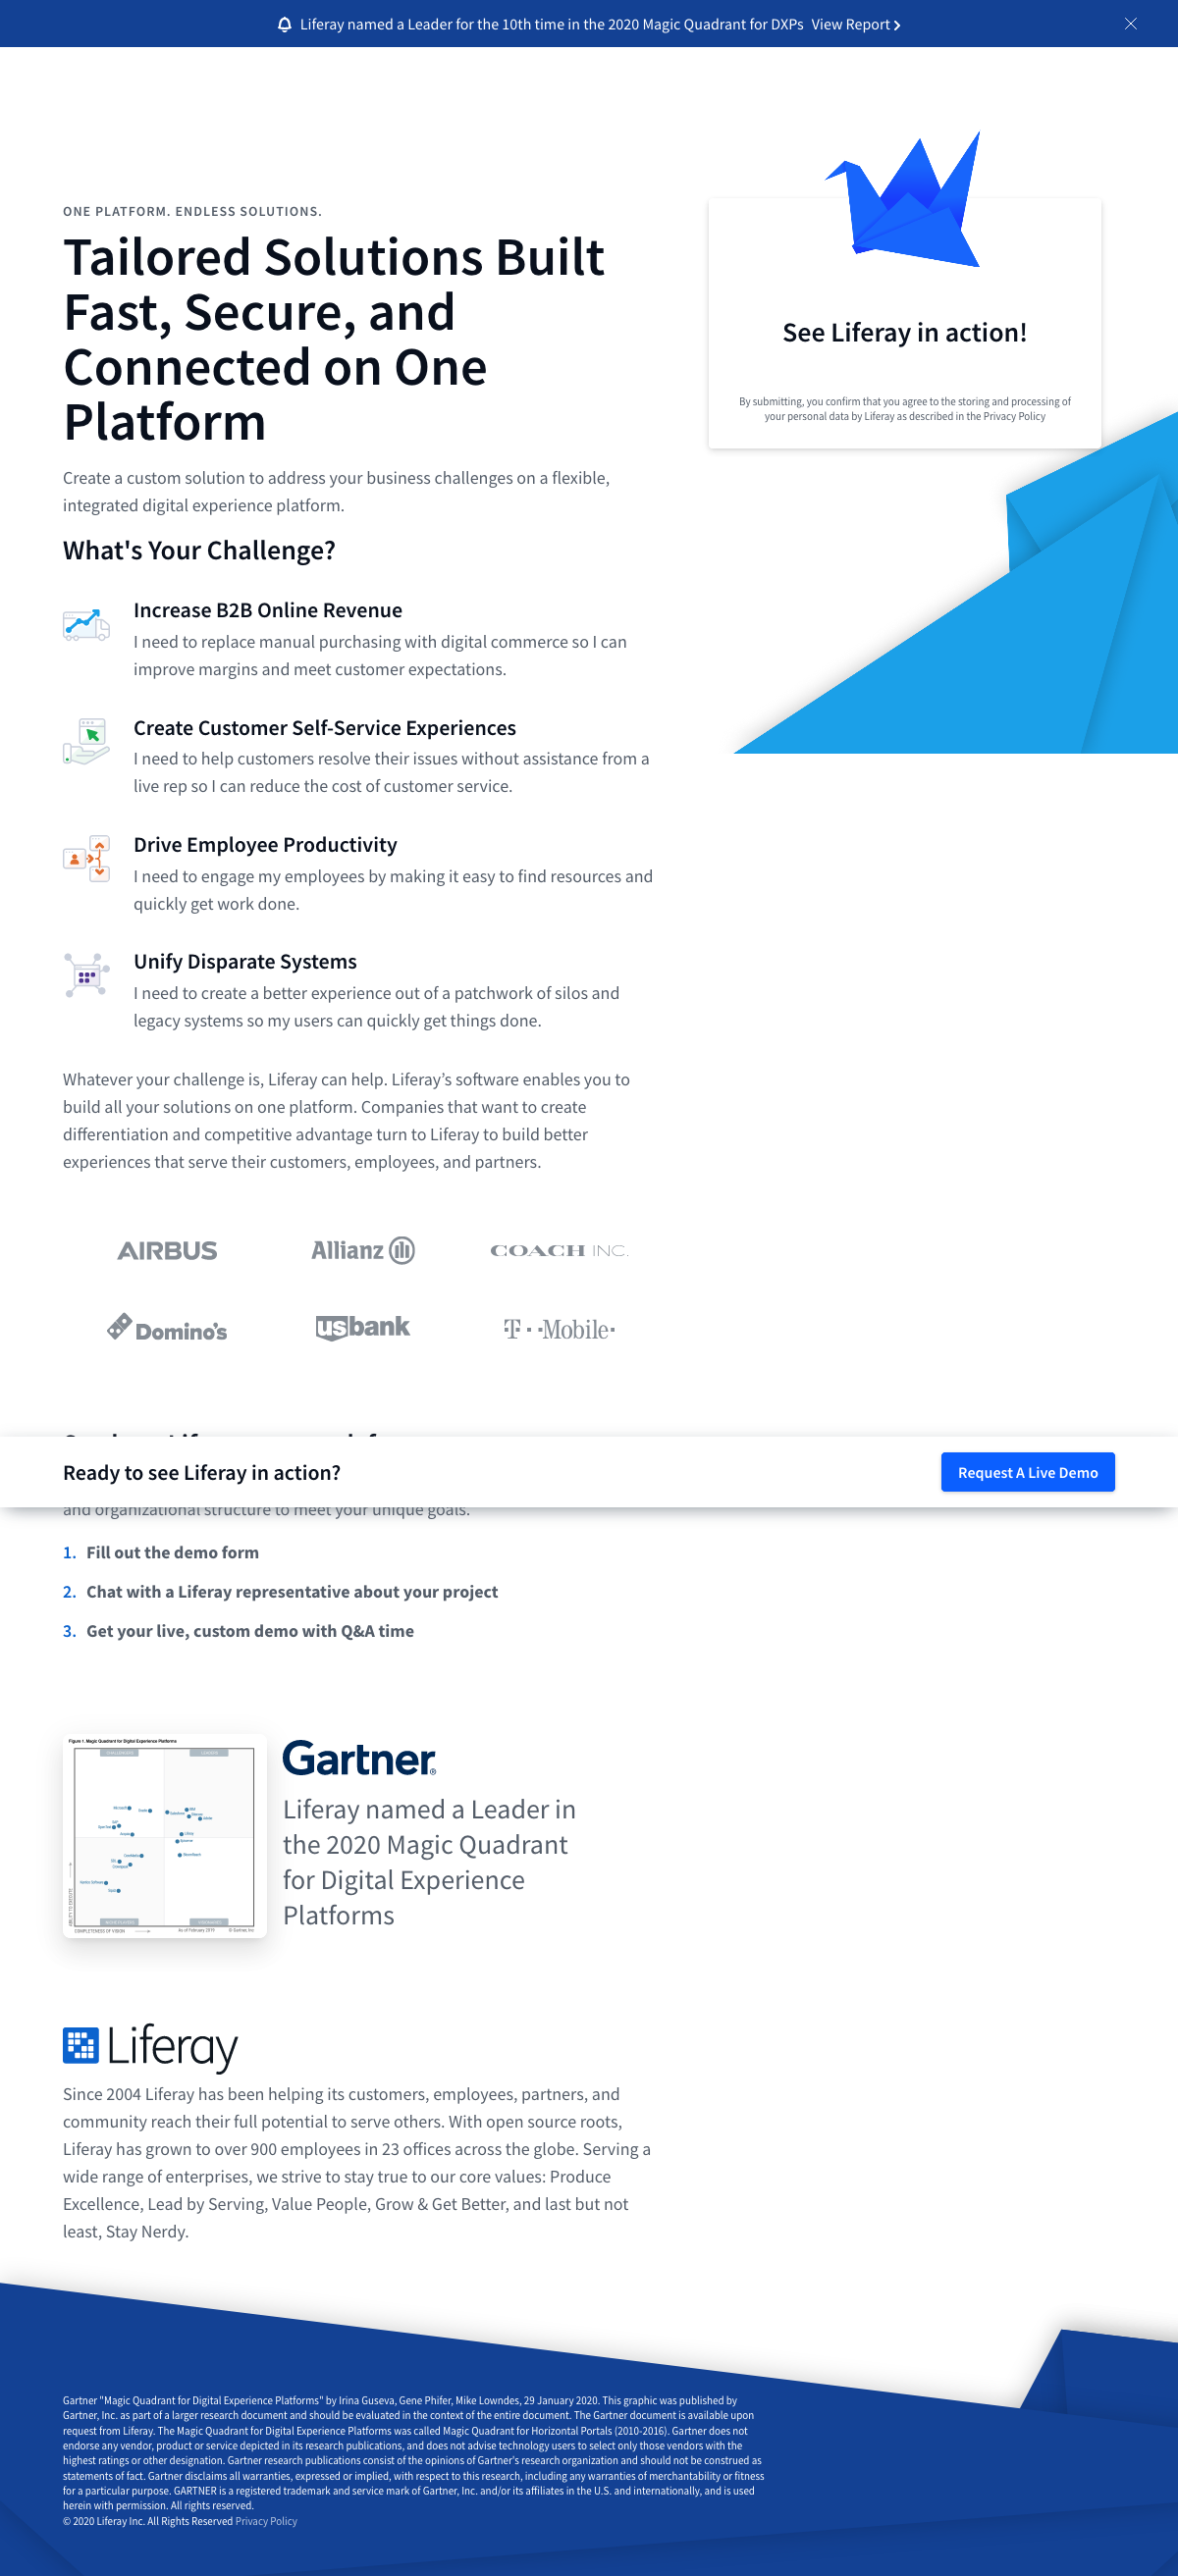 Liferay named a Leader for the 10th time in the 2020 Magic Quadrant for DXPs View Report
ONE PLATFORM. ENDLESS SOLUTIONS.
Tailored Solutions Built
Fast, Secure, and
Connected on One
Platform
Create a custom solution to address your business challenges on a flexible,
integrated digital experience platform.
See Liferay in action!
By submitting, you confirm that you agree to the storing and processing of
your personal data by Liferay as described in the Privacy Policy
What's Your Challenge?
Increase B2B Online Revenue
I need to replace manual purchasing with digital commerce so I can
improve margins and meet customer expectations.
Create Customer Self-Service Experiences
I need to help customers resolve their issues without assistance from a
live rep so I can reduce the cost of customer service.
Drive Employee Productivity
I need to engage my employees by making it easy to find resources and
quickly get work done.
Unify Disparate Systems
I need to create a better experience out of a patchwork of silos and
legacy systems so my users can quickly get things done.
Whatever your challenge is, Liferay can help. Liferay’s software enables you to
build all your solutions on one platform. Companies that want to create
differentiation and competitive advantage turn to Liferay to build better
experiences that serve their customers, employees, and partners.
AIRBUS Allianz COACH INC.
Domino's usbank T··Mobile·
Ready to see Liferay in action? Request A Live Demo
and organizational structure to meet your unique goals.
1. Fill out the demo form
2. Chat with a Liferay representative about your project
3. Get your live, custom demo with Q&A time
Figure 1. Magic Quadrant for Digital Experience Platforms
COMPLETENESS OF VISION As of February 2019 © Gartner, Inc
Gartner®
Liferay named a Leader in
the 2020 Magic Quadrant
for Digital Experience
Platforms
Liferay
Since 2004 Liferay has been helping its customers, employees, partners, and
community reach their full potential to serve others. With open source roots,
Liferay has grown to over 900 employees in 23 offices across the globe. Serving a
wide range of enterprises, we strive to stay true to our core values: Produce
Excellence, Lead by Serving, Value People, Grow & Get Better, and last but not
least, Stay Nerdy.
Gartner "Magic Quadrant for Digital Experience Platforms" by Irina Guseva, Gene Phifer, Mike Lowndes, 29 January 2020. This graphic was published by
Gartner, Inc. as part of a larger research document and should be evaluated in the context of the entire document. The Gartner document is available upon
request from Liferay. The Magic Quadrant for Digital Experience Platforms was called Magic Quadrant for Horizontal Portals (2010-2016). Gartner does not
endorse any vendor, product or service depicted in its research publications, and does not advise technology users to select only those vendors with the
highest ratings or other designation. Gartner research publications consist of the opinions of Gartner's research organization and should not be construed as
statements of fact. Gartner disclaims all warranties, expressed or implied, with respect to this research, including any warranties of merchantability or fitness
for a particular purpose. GARTNER is a registered trademark and service mark of Gartner, Inc. and/or its affiliates in the U.S. and internationally, and is used
herein with permission. All rights reserved.
© 2020 Liferay Inc. All Rights Reserved Privacy Policy